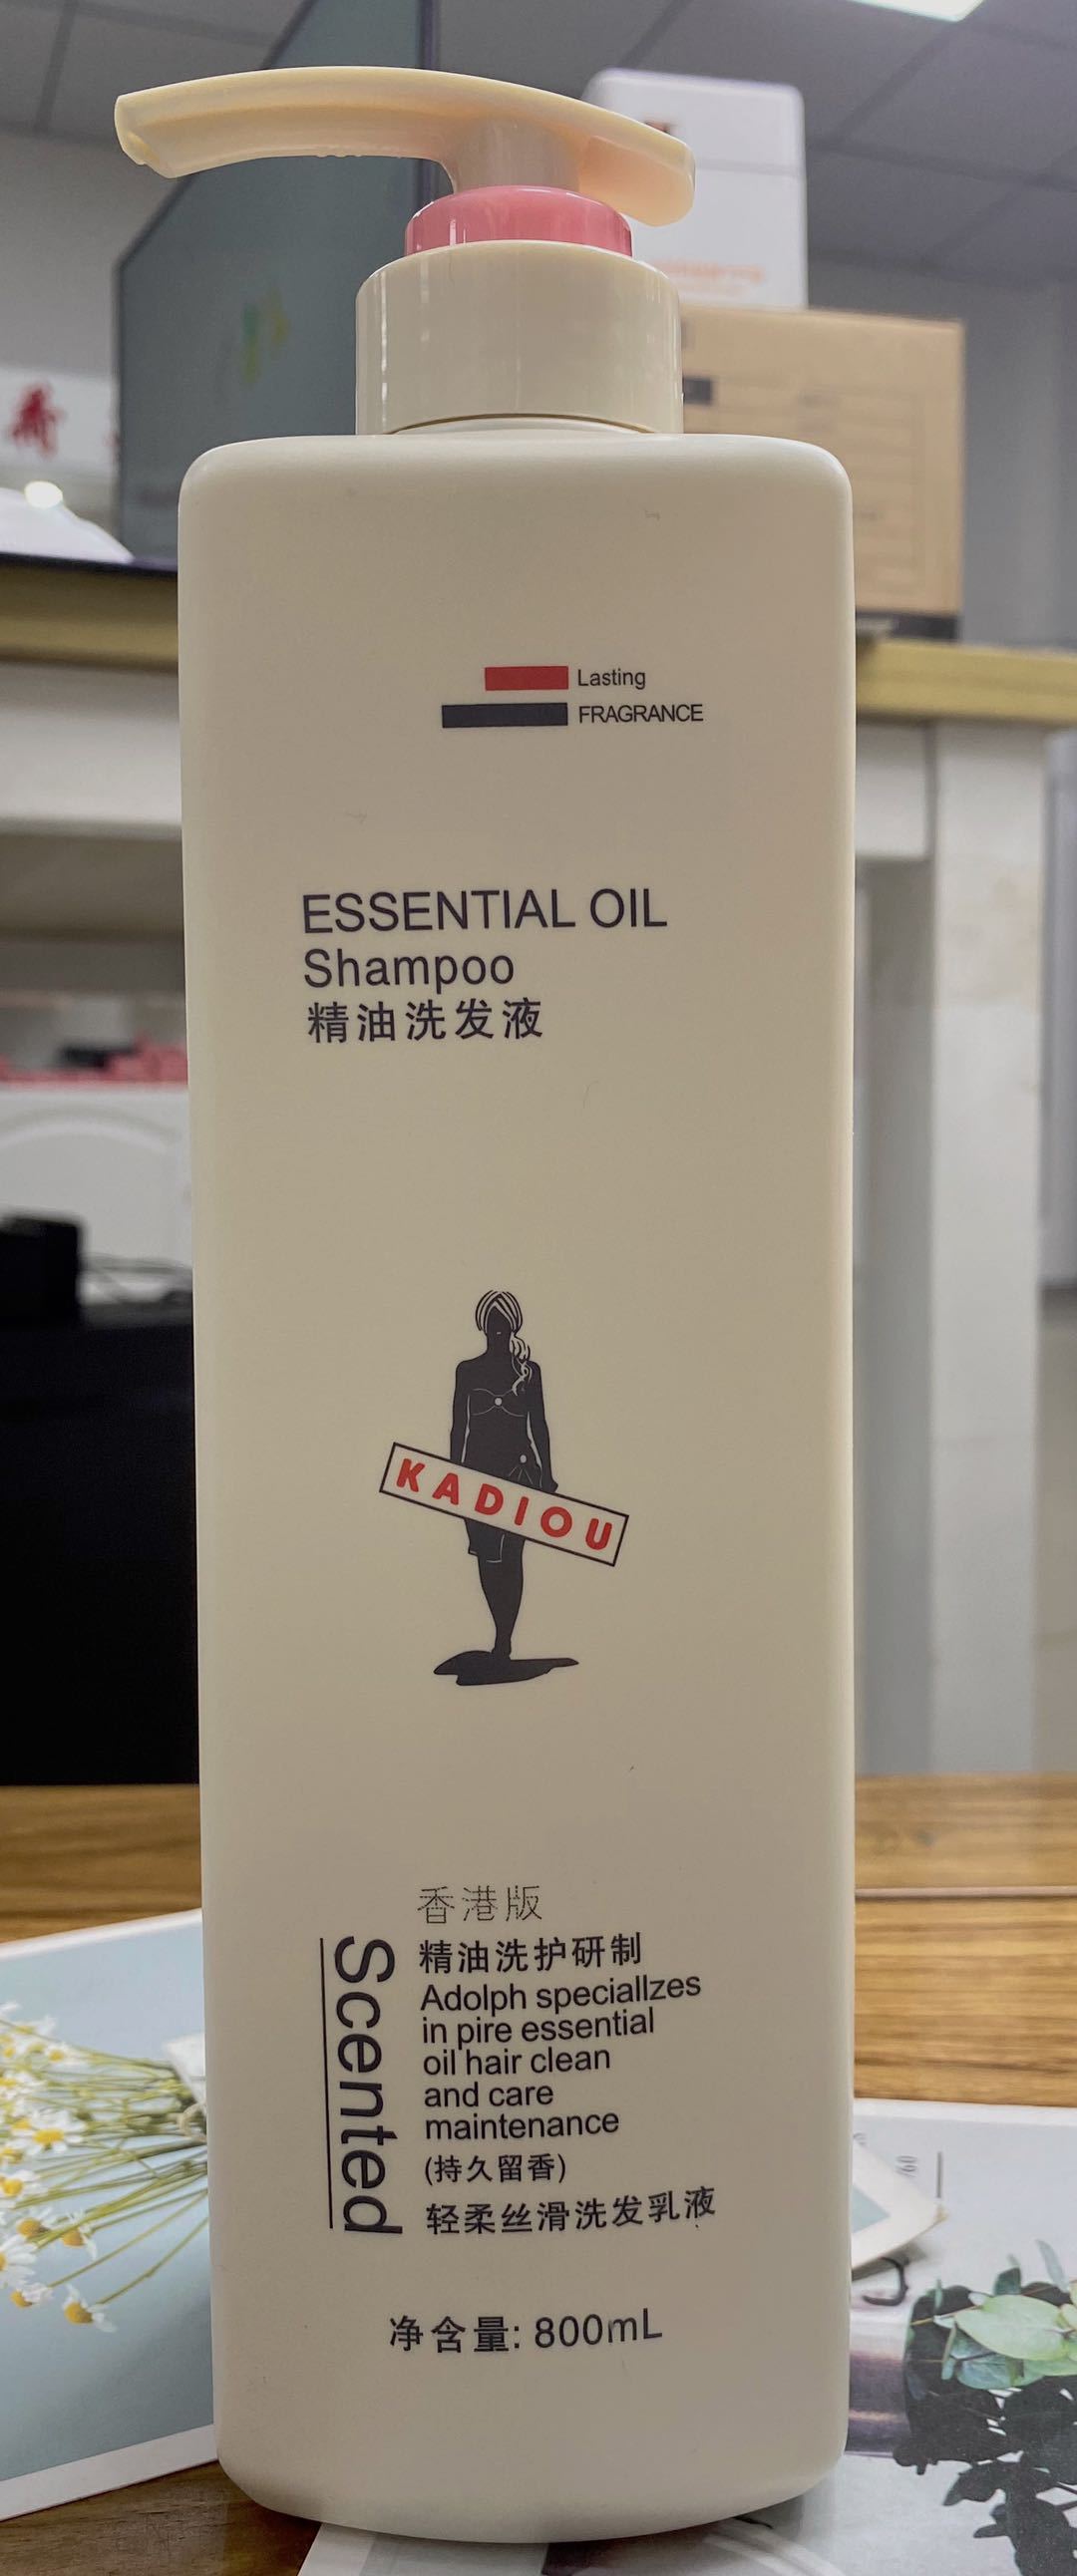 Lasting
FRAGRANCE
ESSENTIAL OIL
Shampoo
精油洗发液
KADIOU
香港版
Scented
精油洗护研制
Adolph speciallzes
in pire essential
oil hair clean
and care
maintenance
(持久留香)
轻柔丝滑洗发乳液
净含量: 800mL